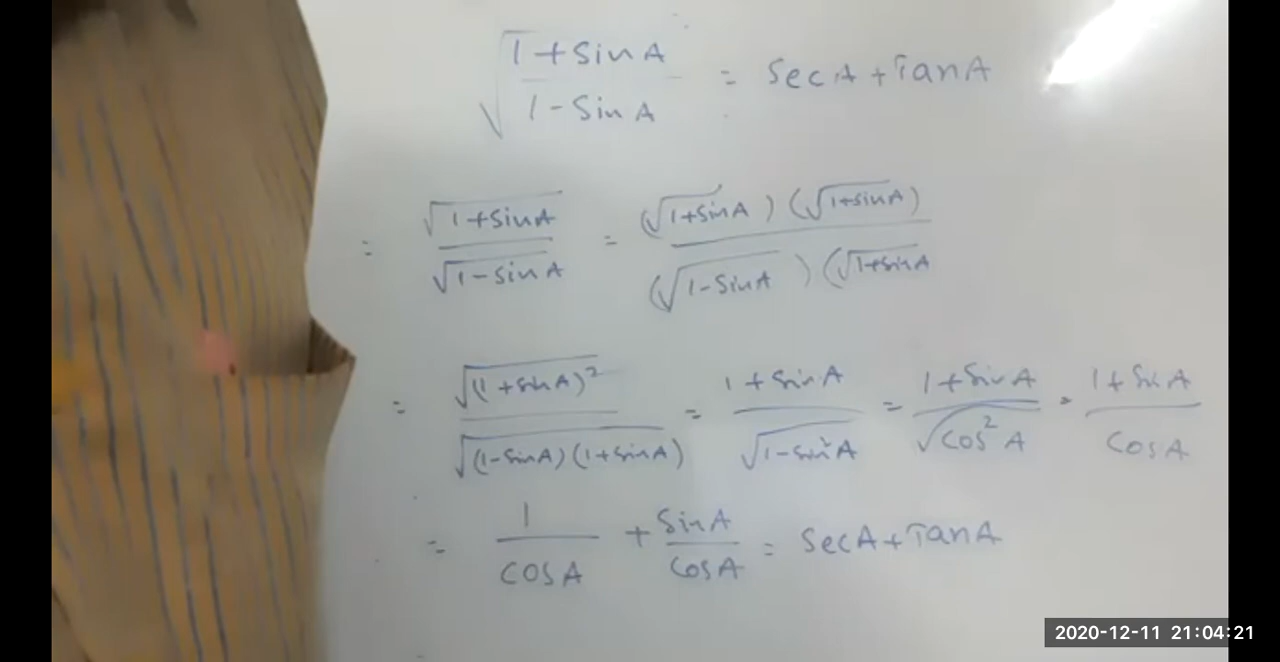 √((1+SinA)/(1-SinA)) = SecA+TanA
= √(1+sinA)/√(1-sinA) = (√(1+sinA))(√(1+sinA))/(√(1-SinA))(√(1+sinA)
= √((1+sinA)²)/√((1-sinA)(1+sinA)) = (1+sinA)/√(1-sin²A) = (1+sinA)/√(cos²A) = (1+sinA)/CosA
= 1/COSA + SinA/CosA = SecA+TanA
2020-12-11 21:04:21